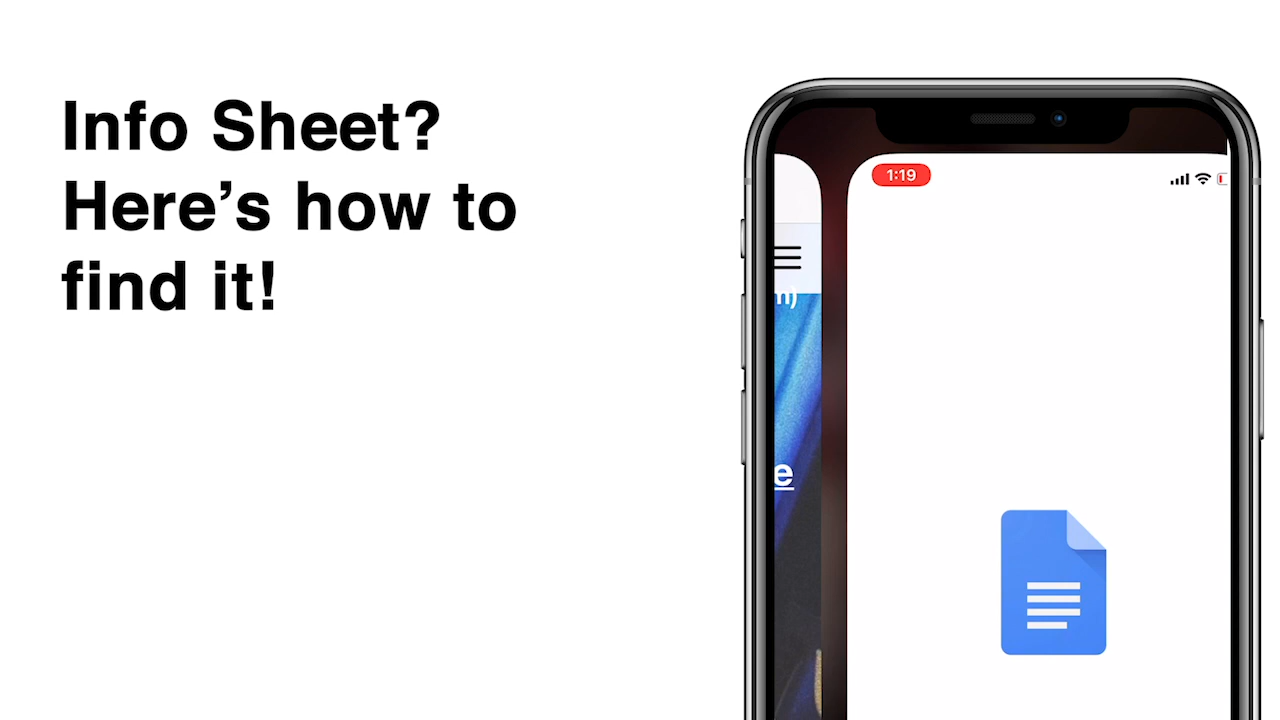 Info Sheet?
Here’s how to
find it!
1:19
n)
e